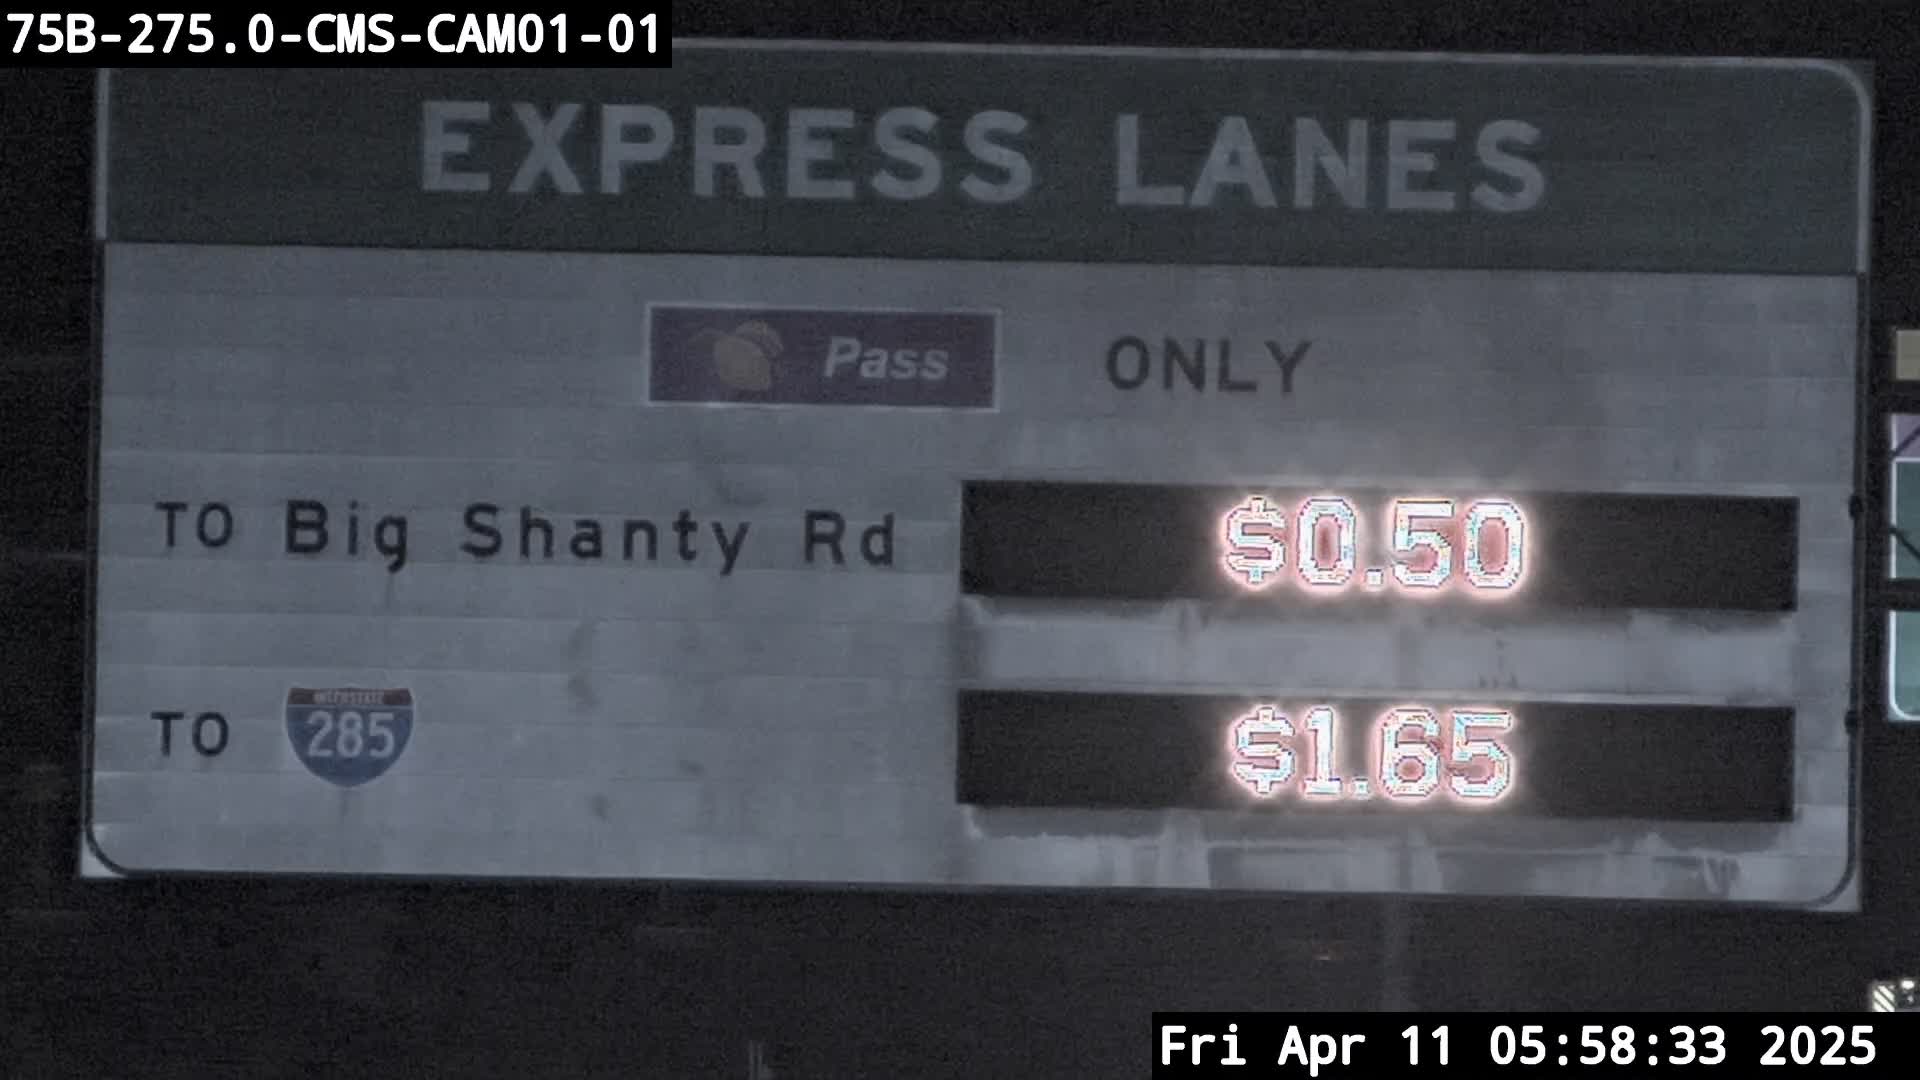 75B-275.0-CMS-CAM01-01
EXPRESS LANES
Pass ONLY
TO Big Shanty Rd $0.50
INTERSTATE
TO 285 $1.65
Fri Apr 11 05:58:33 2025